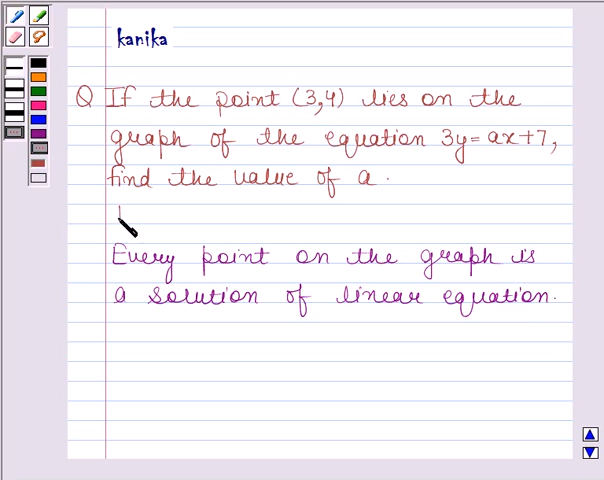 kanika
Q If the point (3,4) lies on the
graph of the equation 3y=ax+7,
find the value of a.
Every point on the graph is
a solution of linear equation.